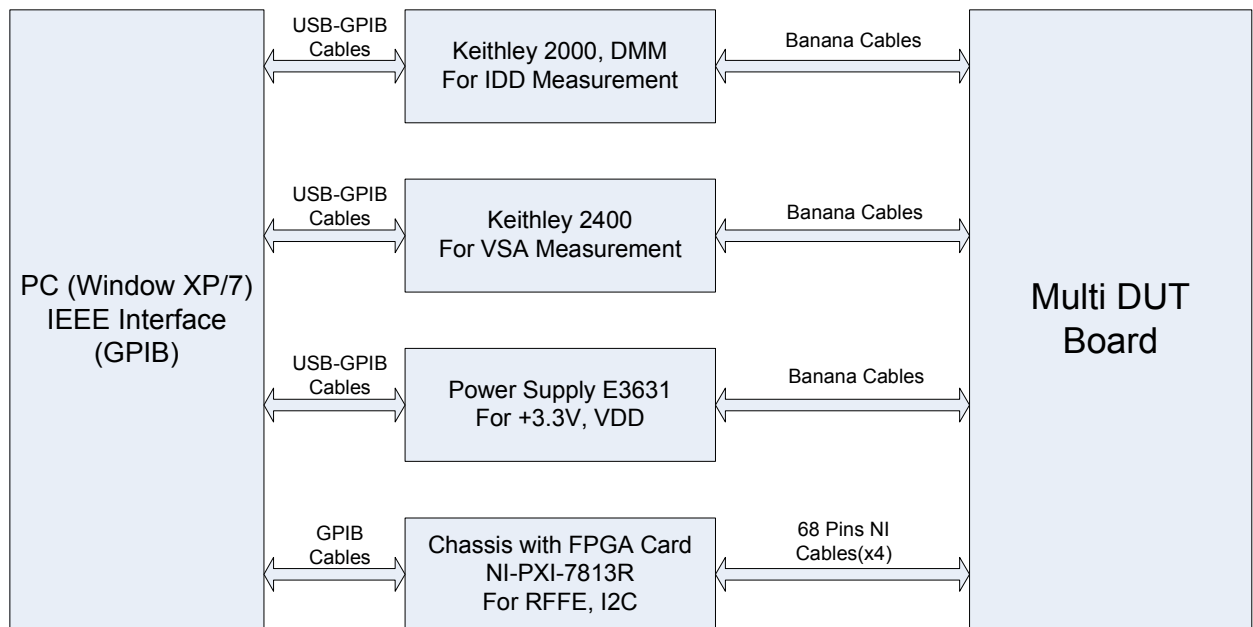 PC (Window XP/7)
IEEE Interface
(GPIB)
USB-GPIB
Cables
Keithley 2000, DMM
For IDD Measurement
Banana Cables
USB-GPIB
Cables
Keithley 2400
For VSA Measurement
Banana Cables
USB-GPIB
Cables
Power Supply E3631
For +3.3V, VDD
Banana Cables
GPIB
Cables
Chassis with FPGA Card
NI-PXI-7813R
For RFFE, I2C
68 Pins NI
Cables(x4)
Multi DUT
Board